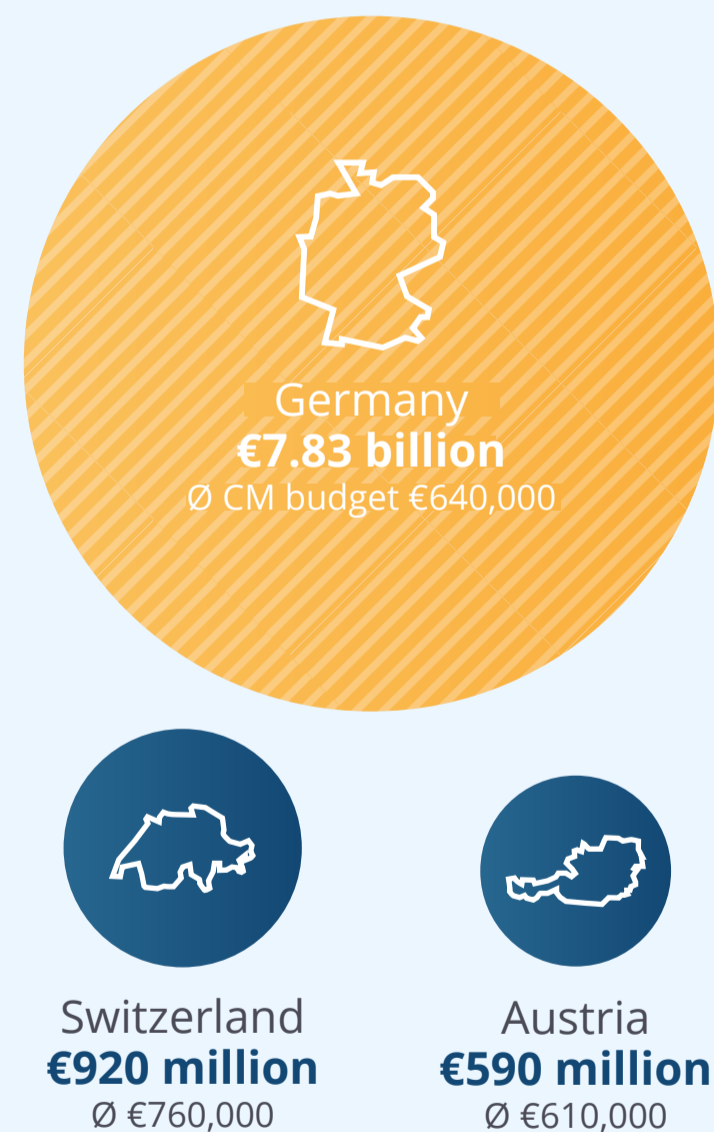 Germany
€7.83 billion
Ø CM budget €640,000
Switzerland
€920 million
Ø €760,000
Austria
€590 million
Ø €610,000